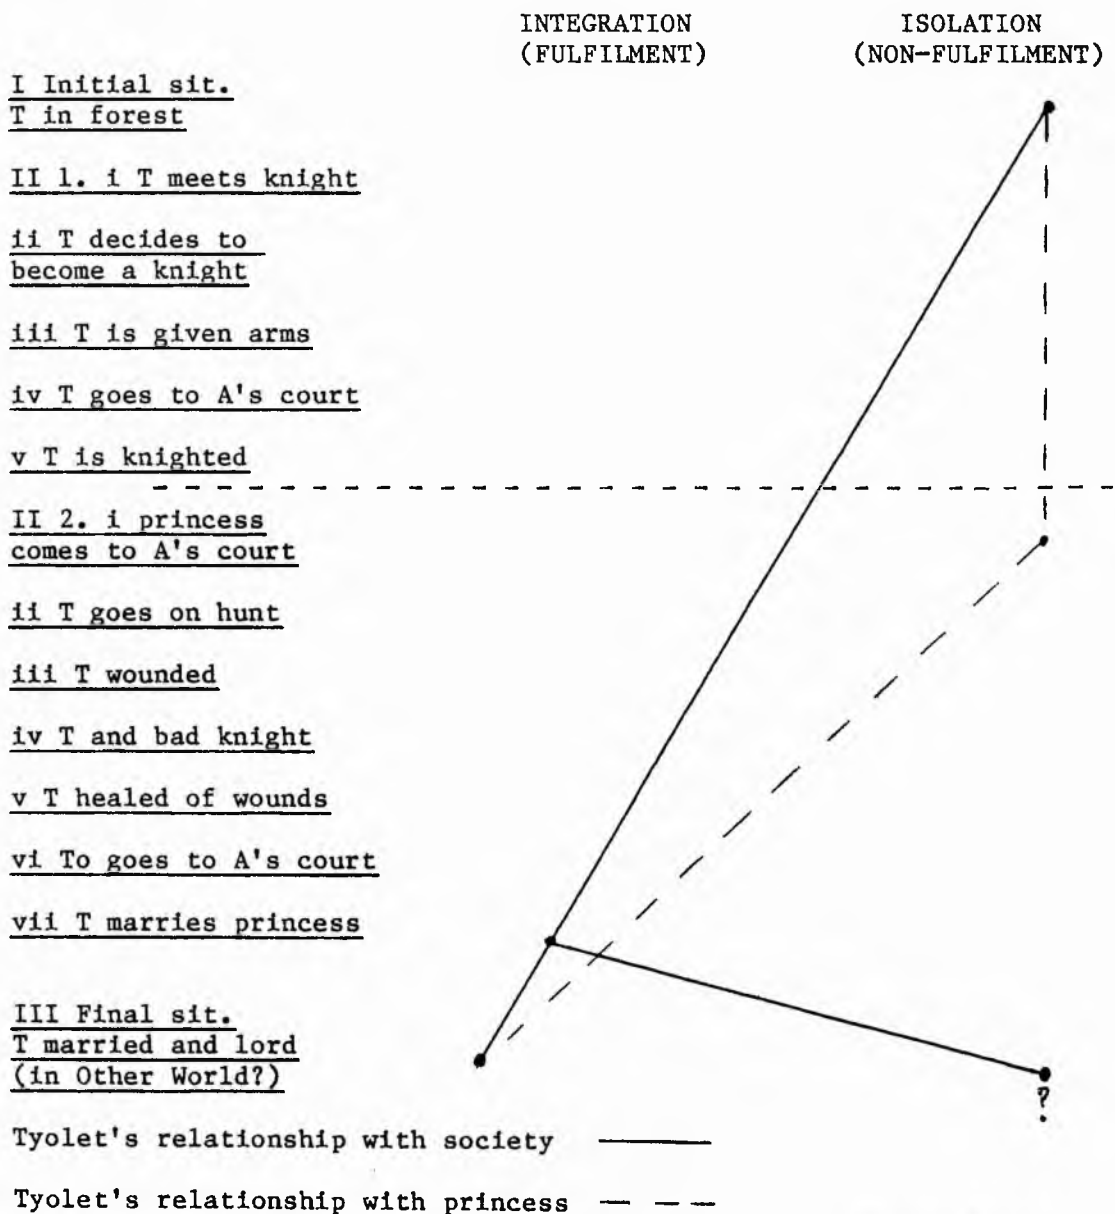 INTEGRATION ISOLATION
(FULFILMENT) (NON-FULFILMENT)
I Initial sit.
T in forest
II 1. i T meets knight
ii T decides to
become a knight
iii T is given arms
iv T goes to A's court
v T is knighted
II 2. i princess
comes to A's court
ii T goes on hunt
iii T wounded
iv T and bad knight
v T healed of wounds
vi To goes to A's court
vii T marries princess
III Final sit.
T married and lord
(in Other World?)
?
Tyolet's relationship with society
Tyolet's relationship with princess